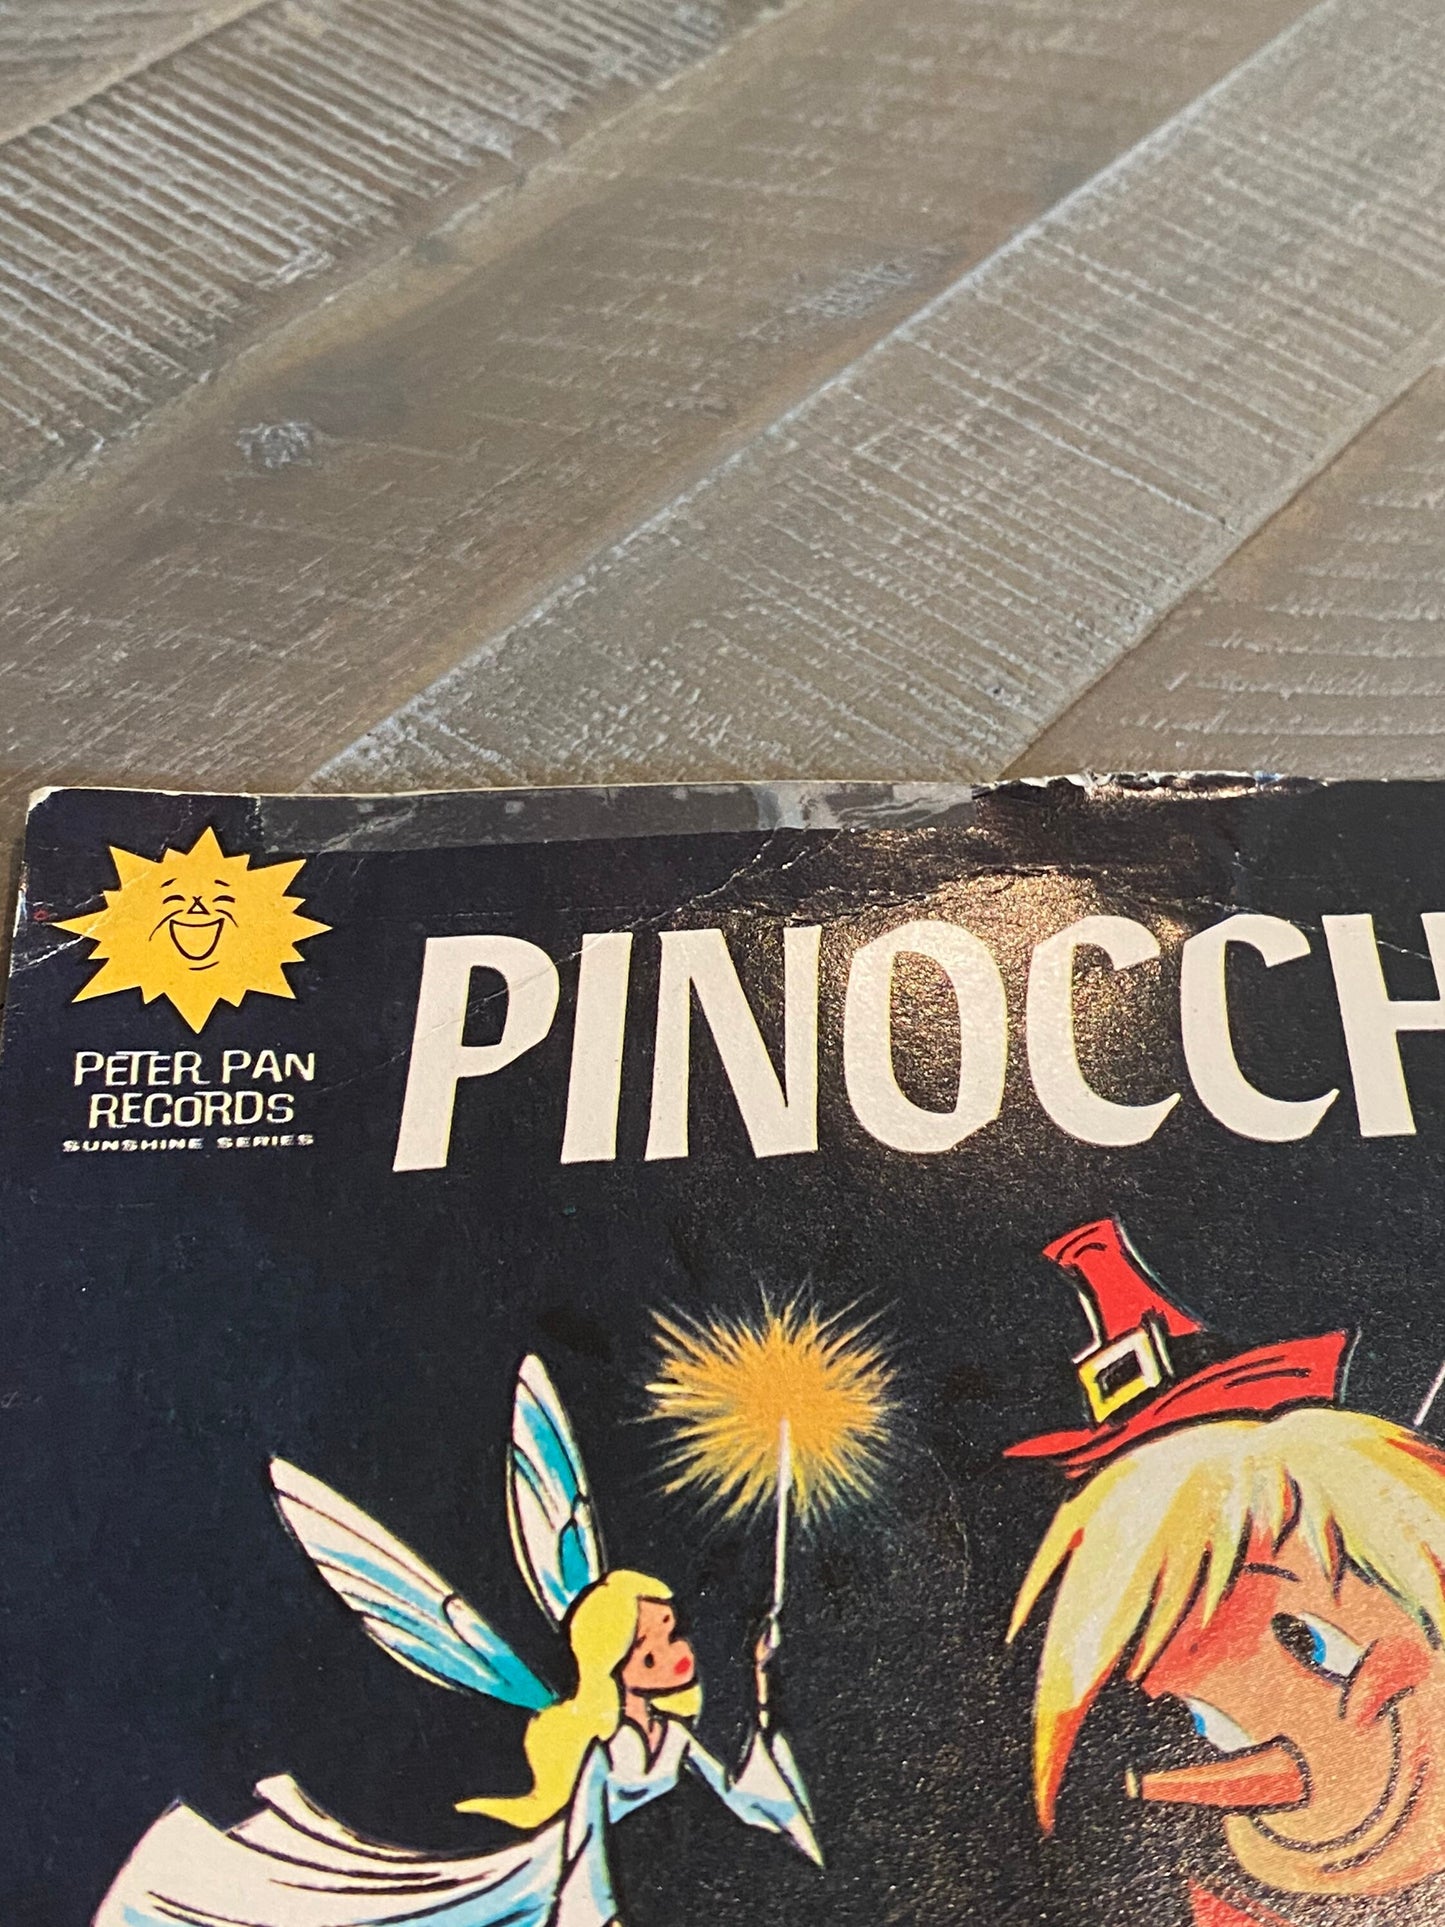 PINOCCH
PETER PAN
RECORDS
SUNSHINE SERIES